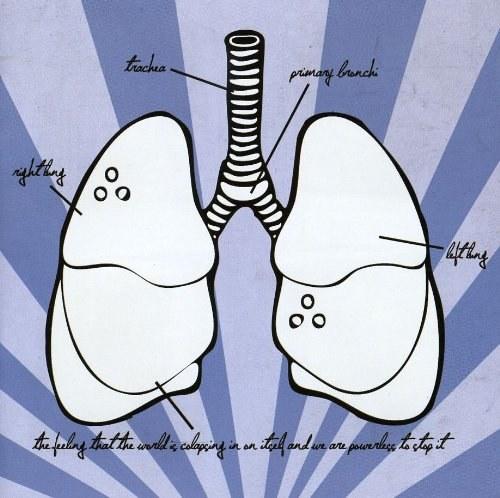 trachea
primary bronchi
right lung
left lung
the feeling that the world is colapsing in on itself and we are powerless to stop it